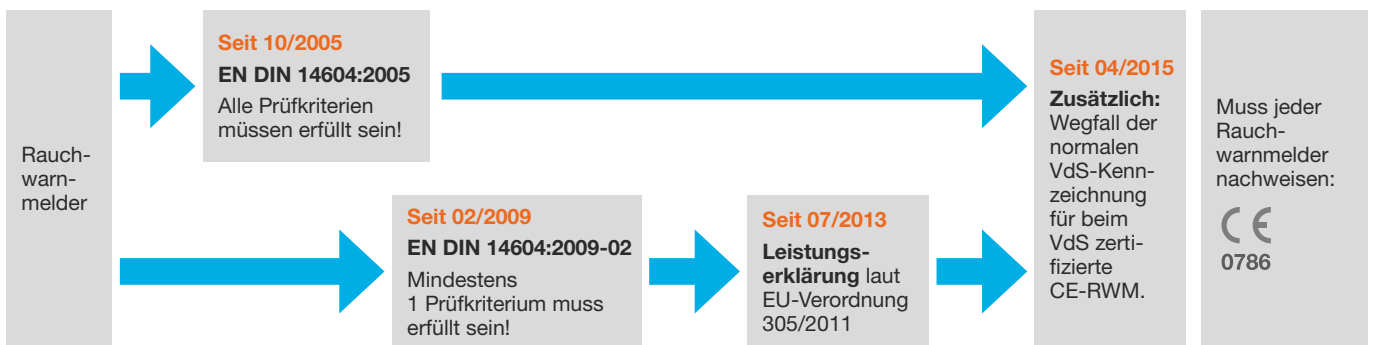 Rauch-
warn-
melder
Seit 10/2005
EN DIN 14604:2005
Alle Prüfkriterien
müssen erfüllt sein!
Seit 02/2009
EN DIN 14604:2009-02
Mindestens
1 Prüfkriterium muss
erfüllt sein!
Seit 07/2013
Leistungs-
erklärung laut
EU-Verordnung
305/2011
Seit 04/2015
Zusätzlich:
Wegfall der
normalen
VdS-Kenn-
zeichnung
für beim
VdS zerti-
fizierte
CE-RWM.
Muss jeder
Rauch-
warnmelder
nachweisen:
CE
0786